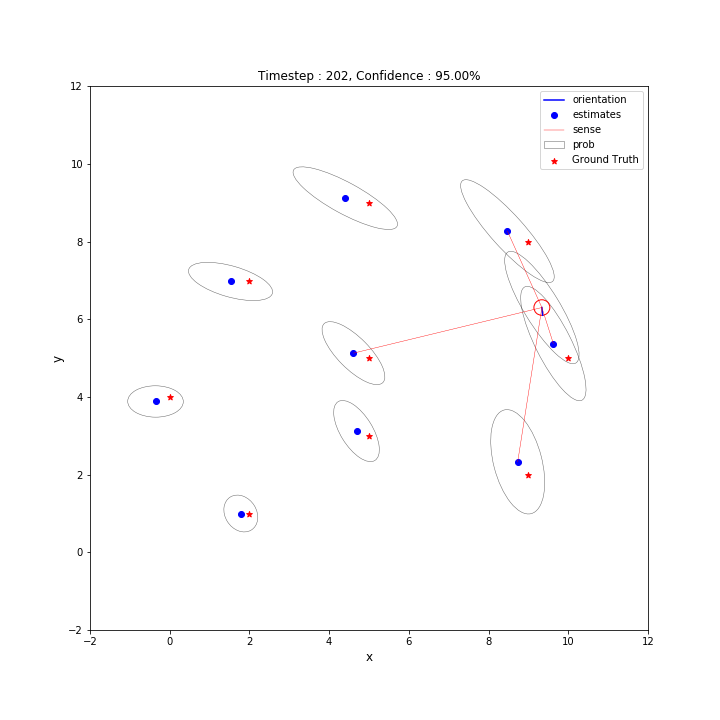 Timestep : 202, Confidence : 95.00%
orientation
estimates
sense
prob
Ground Truth
12
10
8
6
4
2
0
−2
y
−2 0 2 4 6 8 10 12
x